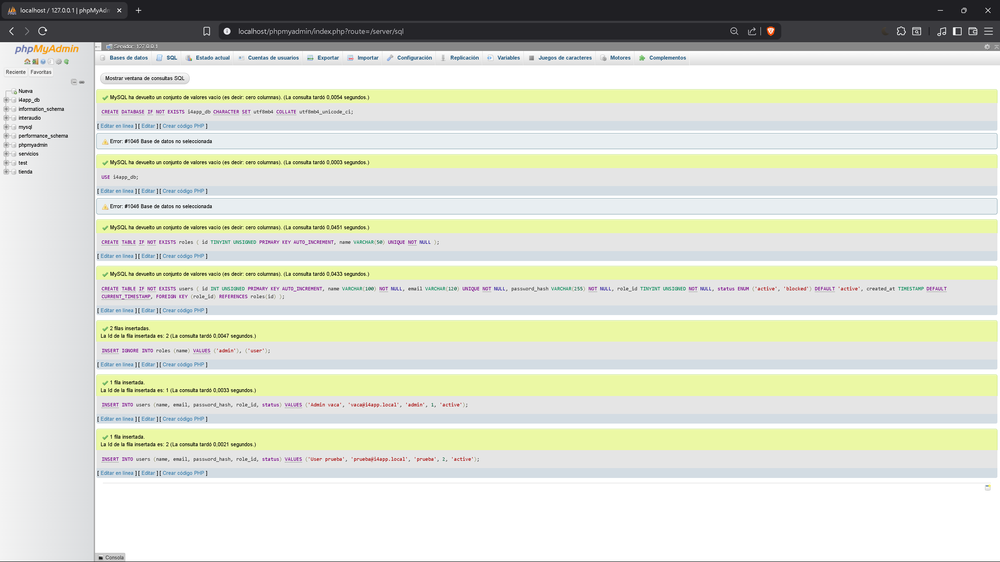 localhost / 127.0.0.1 | phpMyAdm
localhost/phpmyadmin/index.php?route=/server/sql
phpMyAdmin
Reciente Favoritas
Nueva
i4app_db
information_schema
interaudio
mysql
performance_schema
phpmyadmin
servicios
test
tienda
Servidor: 127.0.0.1
Bases de datos SQL Estado actual Cuentas de usuarios Exportar Importar Configuración Replicación Variables Juegos de caracteres Motores Complementos
Mostrar ventana de consultas SQL
MySQL ha devuelto un conjunto de valores vacío (es decir: cero columnas). (La consulta tardó 0,0054 segundos.)
CREATE DATABASE IF NOT EXISTS i4app_db CHARACTER SET utf8mb4 COLLATE utf8mb4_unicode_ci;
[ Editar en línea ] [ Editar ] [ Crear código PHP ]
Error: #1046 Base de datos no seleccionada
MySQL ha devuelto un conjunto de valores vacío (es decir: cero columnas). (La consulta tardó 0,0003 segundos.)
USE i4app_db;
[ Editar en línea ] [ Editar ] [ Crear código PHP ]
Error: #1046 Base de datos no seleccionada
MySQL ha devuelto un conjunto de valores vacío (es decir: cero columnas). (La consulta tardó 0,0451 segundos.)
CREATE TABLE IF NOT EXISTS roles ( id TINYINT UNSIGNED PRIMARY KEY AUTO_INCREMENT, name VARCHAR(50) UNIQUE NOT NULL );
[ Editar en línea ] [ Editar ] [ Crear código PHP ]
MySQL ha devuelto un conjunto de valores vacío (es decir: cero columnas). (La consulta tardó 0,0433 segundos.)
CREATE TABLE IF NOT EXISTS users ( id INT UNSIGNED PRIMARY KEY AUTO_INCREMENT, name VARCHAR(100) NOT NULL, email VARCHAR(120) UNIQUE NOT NULL, password_hash VARCHAR(255) NOT NULL, role_id TINYINT UNSIGNED NOT NULL, status ENUM ('active', 'blocked') DEFAULT 'active', created_at TIMESTAMP DEFAULT
CURRENT_TIMESTAMP, FOREIGN KEY (role_id) REFERENCES roles(id) );
[ Editar en línea ] [ Editar ] [ Crear código PHP ]
2 filas insertadas.
La Id de la fila insertada es: 2 (La consulta tardó 0,0047 segundos.)
INSERT IGNORE INTO roles (name) VALUES ('admin'), ('user');
[ Editar en línea ] [ Editar ] [ Crear código PHP ]
1 fila insertada.
La Id de la fila insertada es: 1 (La consulta tardó 0,0033 segundos.)
INSERT INTO users (name, email, password_hash, role_id, status) VALUES ('Admin vaca', 'vaca@i4app.local', 'admin', 1, 'active');
[ Editar en línea ] [ Editar ] [ Crear código PHP ]
1 fila insertada.
La Id de la fila insertada es: 2 (La consulta tardó 0,0021 segundos.)
INSERT INTO users (name, email, password_hash, role_id, status) VALUES ('User prueba', 'prueba@i4app.local', 'prueba', 2, 'active');
[ Editar en línea ] [ Editar ] [ Crear código PHP ]
Consola